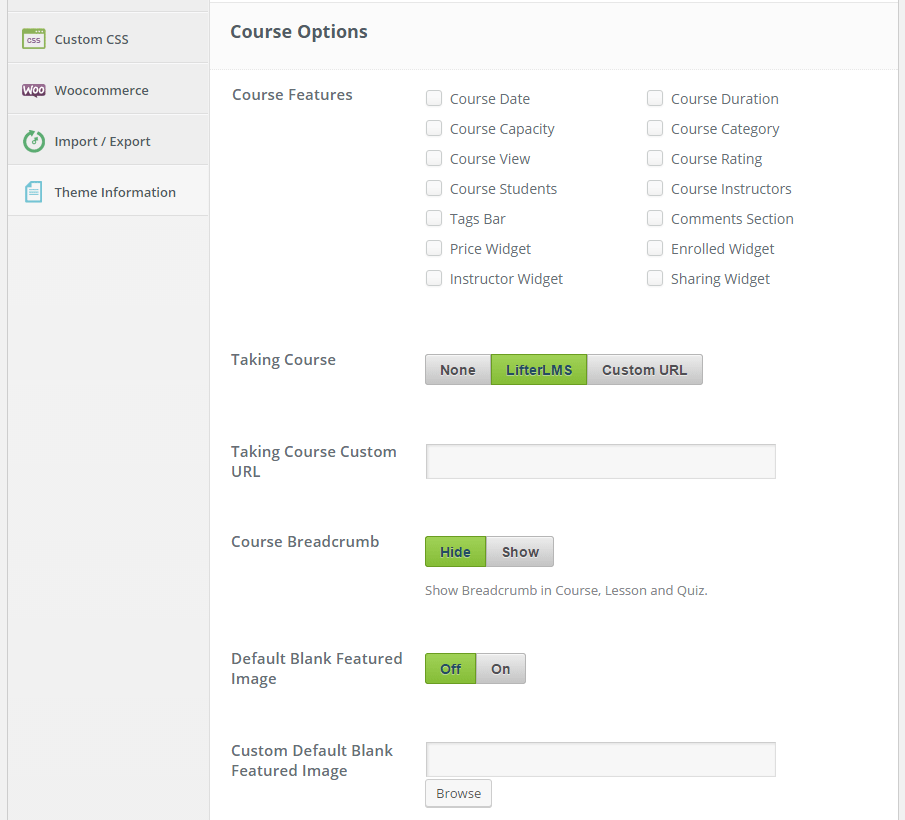 CSS
Custom CSS
Woo
Woocommerce
Import / Export
Theme Information
Course Options
Course Features
Course Date
Course Duration
Course Capacity
Course Category
Course View
Course Rating
Course Students
Course Instructors
Tags Bar
Comments Section
Price Widget
Enrolled Widget
Instructor Widget
Sharing Widget
Taking Course
None LifterLMS Custom URL
Taking Course Custom
URL
Course Breadcrumb
Hide Show
Show Breadcrumb in Course, Lesson and Quiz.
Default Blank Featured
Image
Off On
Custom Default Blank
Featured Image
Browse